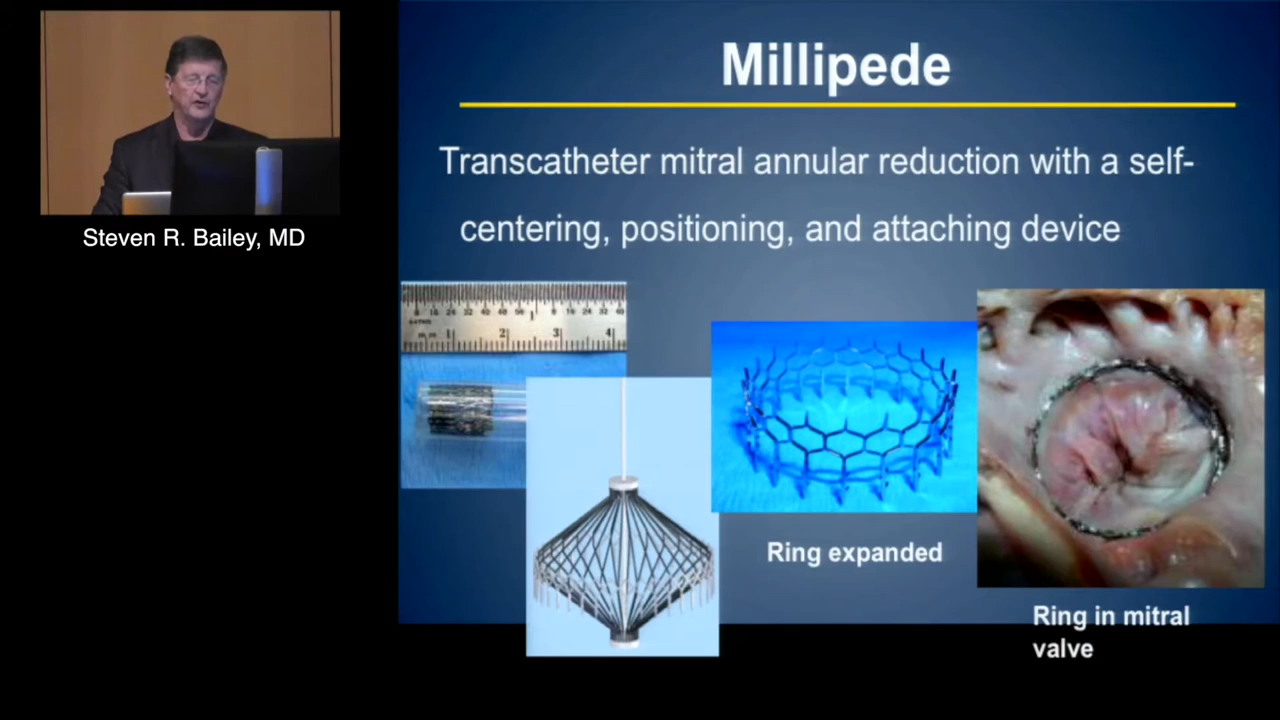 Millipede
Transcatheter mitral annular reduction with a self-
centering, positioning, and attaching device
Steven R. Bailey, MD
Ring expanded
Ring in mitral
valve